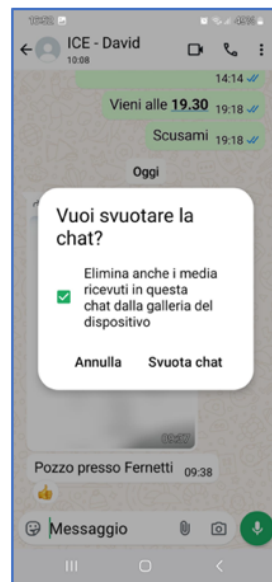 ICE - David
10:08
14:14
Vieni alle 19.30 19:18
Scusami 19:18
Oggi
Vuoi svuotare la
chat?
Elimina anche i media
ricevuti in questa
chat dalla galleria del
dispositivo
Annulla Svuota chat
09:37
Pozzo presso Fernetti 09:38
Messaggio